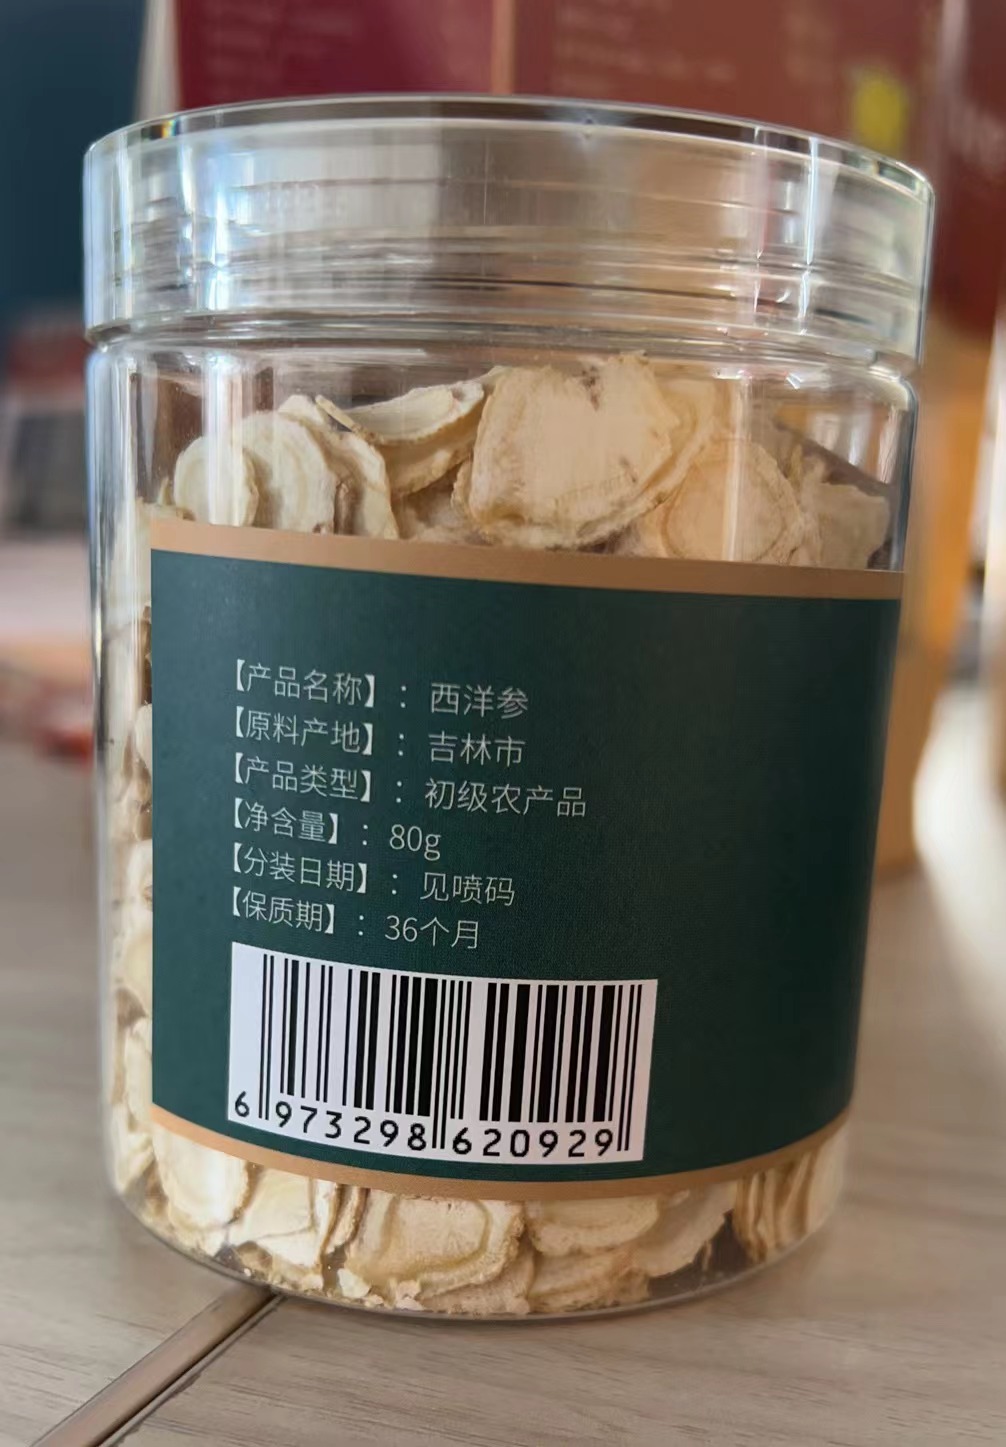 【产品名称】：西洋参
【原料产地】：吉林市
【产品类型】：初级农产品
【净含量】：80g
【分装日期】：见喷码
【保质期】：36个月
6 973298 620929